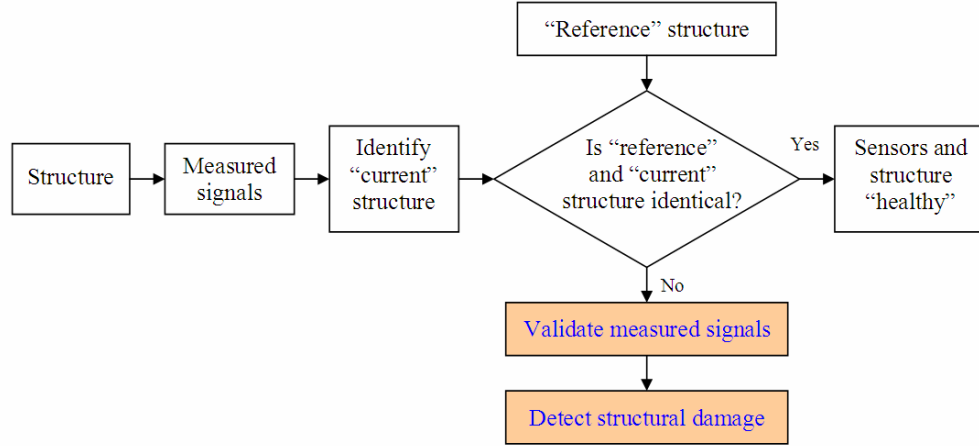 “Reference” structure
Structure
Measured
signals
Identify
“current”
structure
Is “reference”
and “current”
structure identical?
Yes
Sensors and
structure
“healthy”
No
Validate measured signals
Detect structural damage